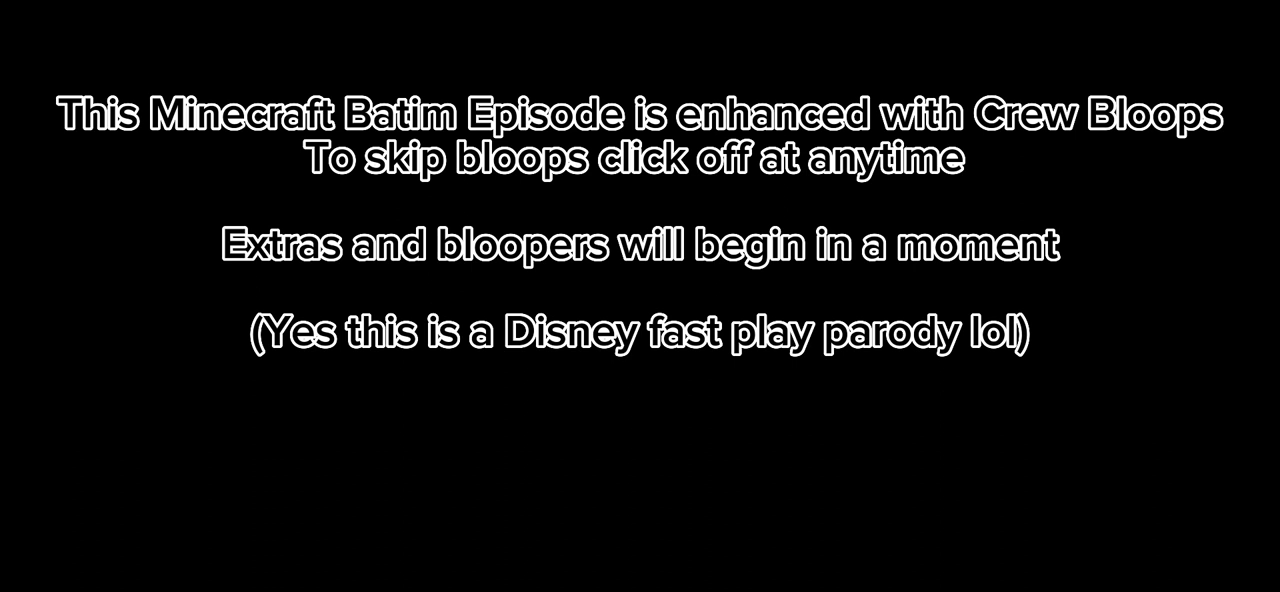 This Minecraft Batim Episode is enhanced with Crew Bloops
To skip bloops click off at anytime
Extras and bloopers will begin in a moment
(Yes this is a Disney fast play parody lol)